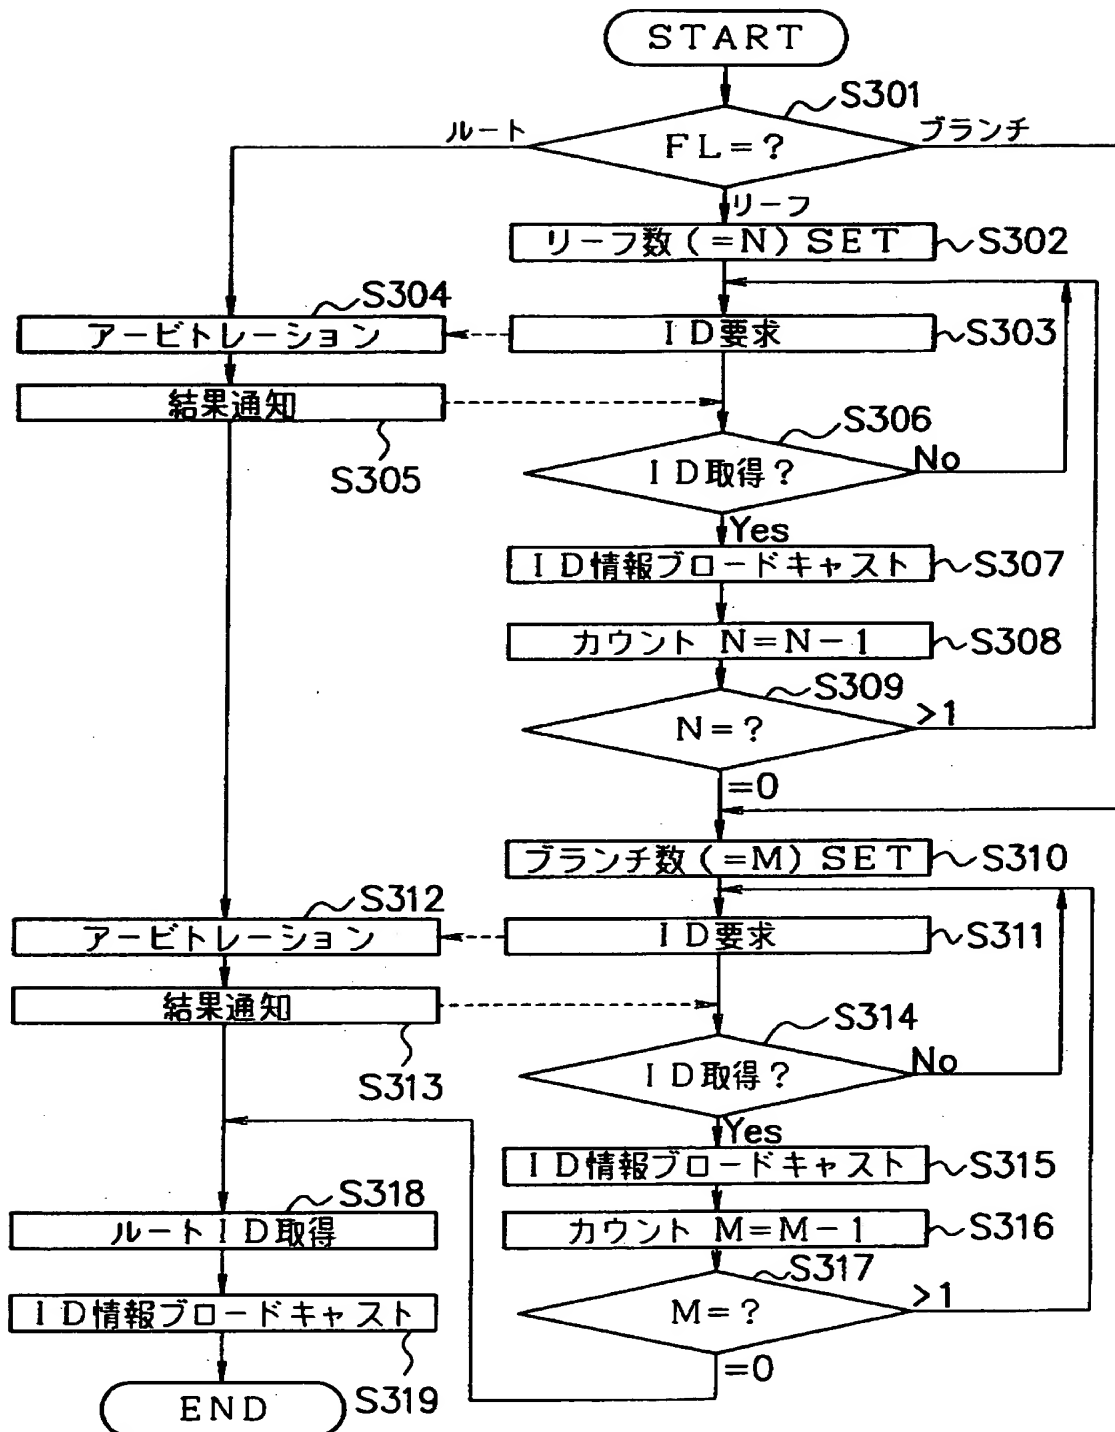 START
S301
ルート
FL=?
ブランチ
リーフ
リーフ数(=N)SET
S302
S304
アービトレーション
ID要求
S303
結果通知
S305
S306
ID取得?
No
Yes
ID情報ブロードキャスト
S307
カウント N=N-1
S308
S309
N=?
>1
=0
ブランチ数(=M)SET
S310
S312
アービトレーション
ID要求
S311
結果通知
S313
S314
ID取得?
No
Yes
ID情報ブロードキャスト
S315
S318
ルートID取得
カウント M=M-1
S316
S317
M=?
>1
=0
ID情報ブロードキャスト
S319
END